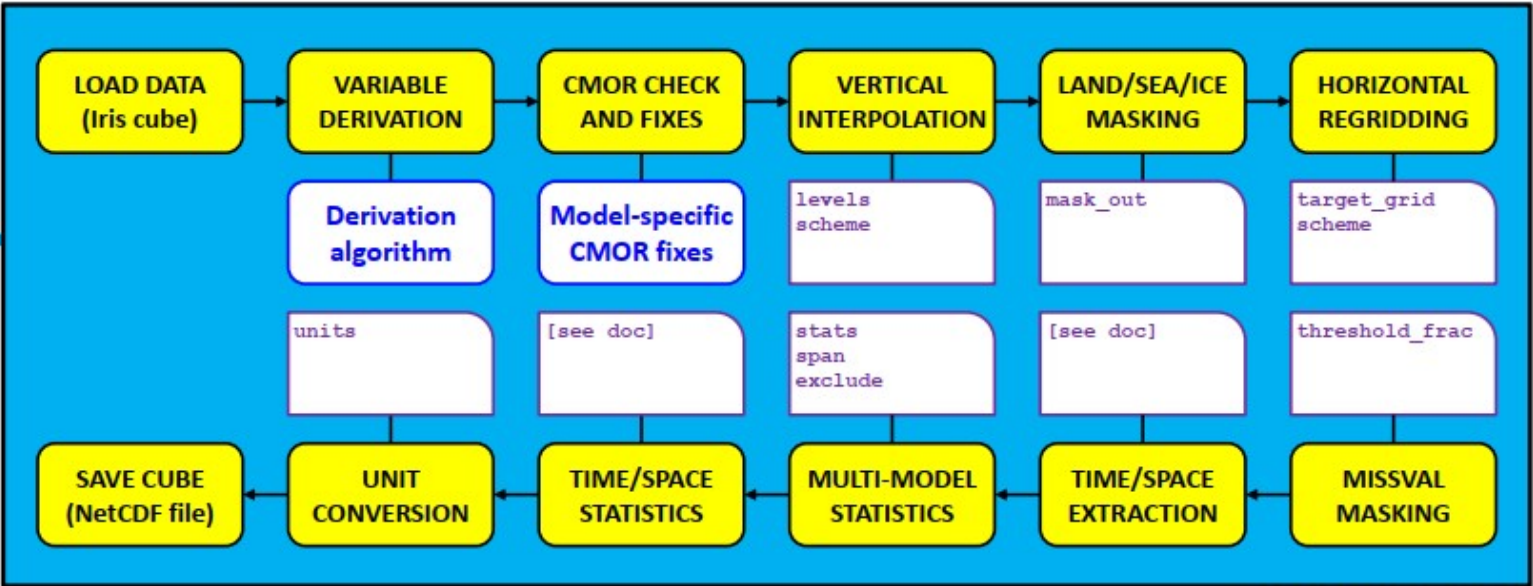 LOAD DATA
(Iris cube)
VARIABLE
DERIVATION
CMOR CHECK
AND FIXES
VERTICAL
INTERPOLATION
LAND/SEA/ICE
MASKING
HORIZONTAL
REGRIDDING
Derivation
algorithm
Model-specific
CMOR fixes
levels
scheme
mask_out
target_grid
scheme
units
[see doc]
stats
span
exclude
[see doc]
threshold_frac
SAVE CUBE
(NetCDF file)
UNIT
CONVERSION
TIME/SPACE
STATISTICS
MULTI-MODEL
STATISTICS
TIME/SPACE
EXTRACTION
MISSVAL
MASKING